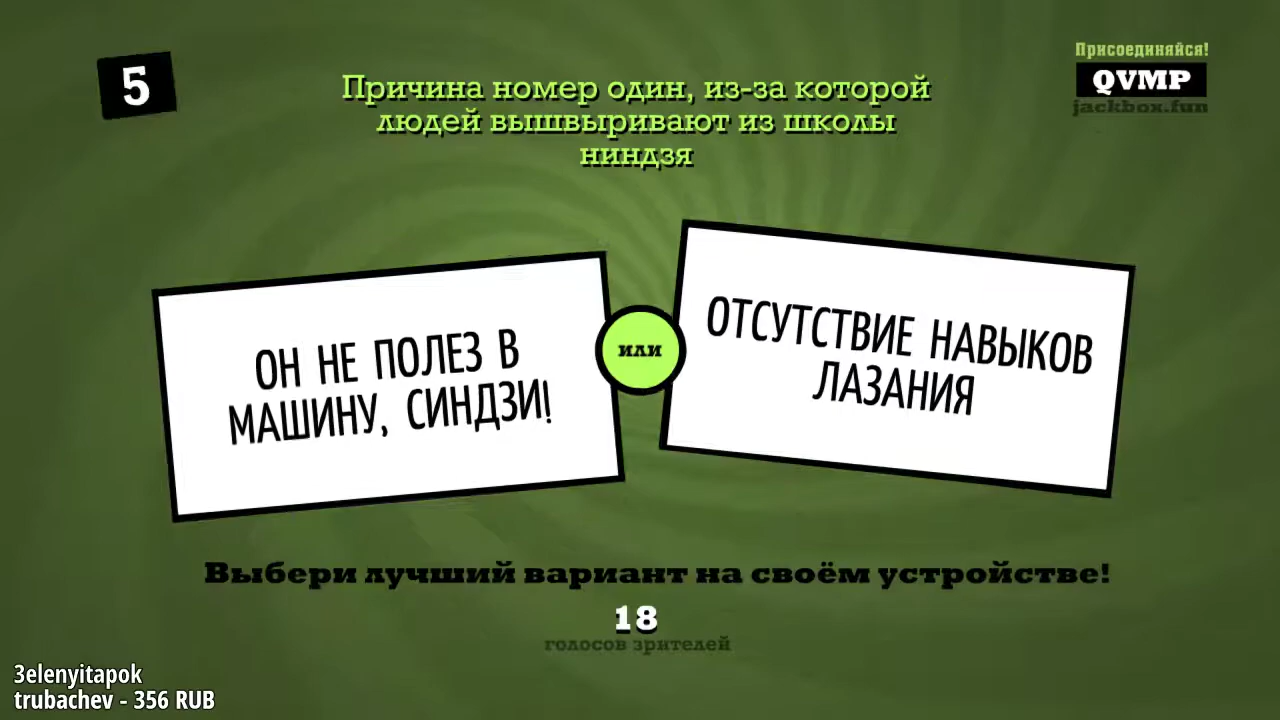 5
Присоединяйся!
QVMP
jackbox.fun
Причина номер один, из-за которой
людей вышвыривают из школы
ниндзя
ОН НЕ ПОЛЕЗ В
МАШИНУ, СИНДЗИ!
или
ОТСУТСТВИЕ НАВЫКОВ
ЛАЗАНИЯ
Выбери лучший вариант на своём устройстве!
18
голосов зрителей
3elenyitapok
trubachev - 356 RUB